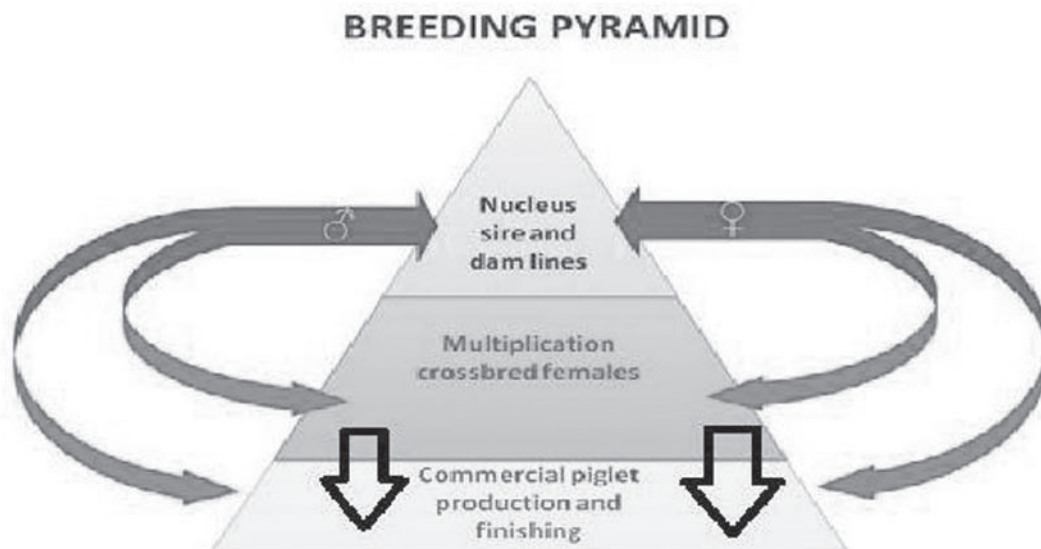 BREEDING PYRAMID
♂
♀
Nucleus
sire and
dam lines
Multiplication
crossbred females
Commercial piglet
production and
finishing